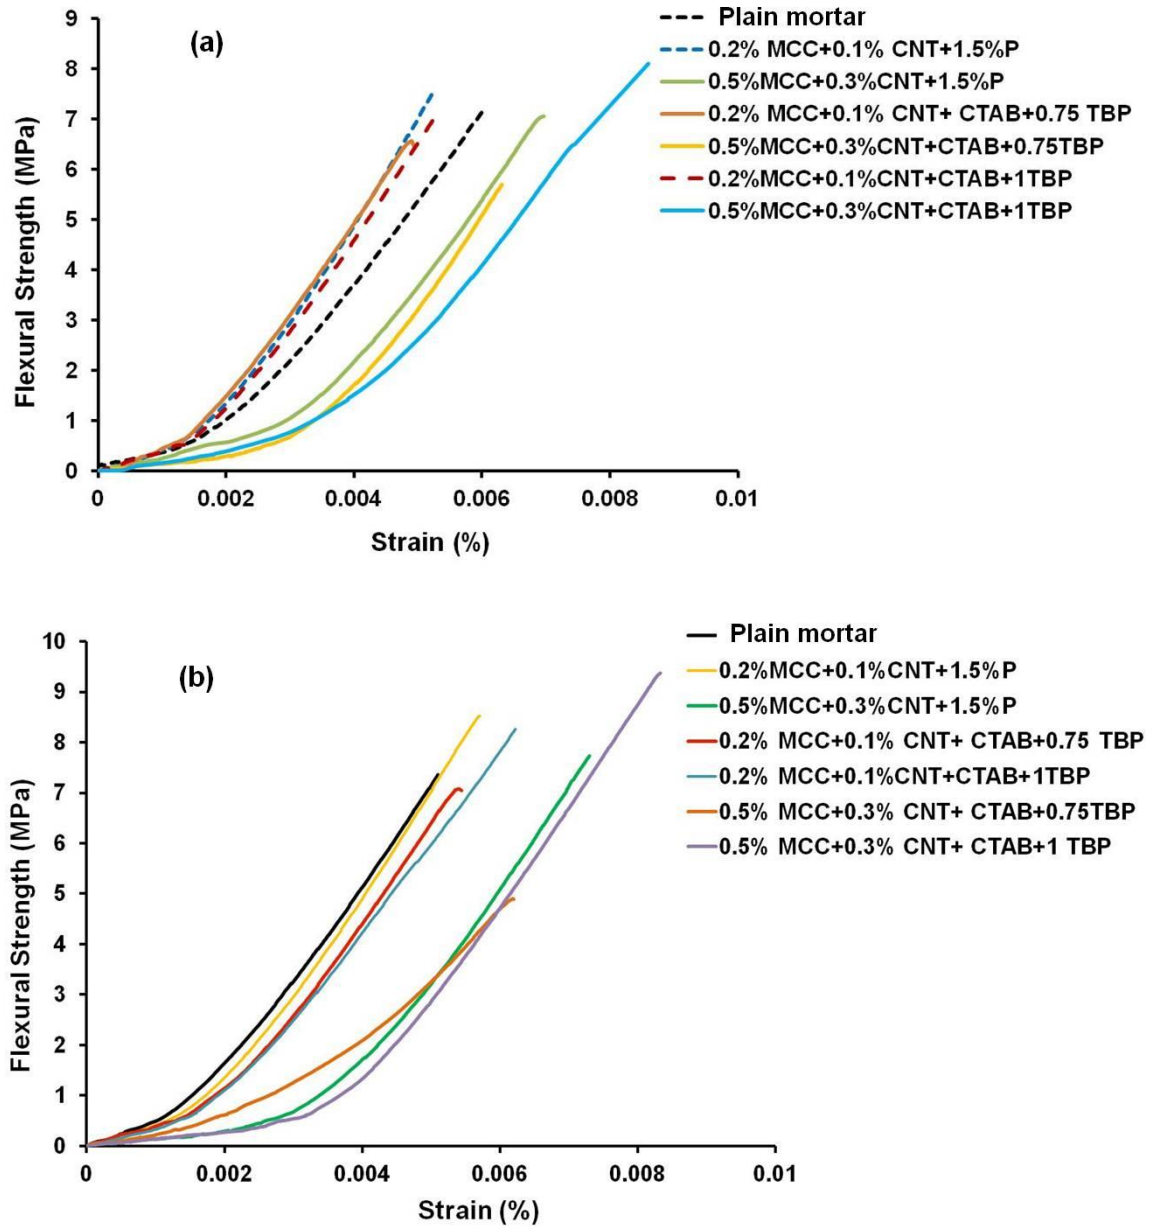 (a)
Flexural Strength (MPa)
9
8
7
6
5
4
3
2
1
0
0 0.002 0.004 0.006 0.008 0.01
Strain (%)
Plain mortar
0.2% MCC+0.1% CNT+1.5%P
0.5%MCC+0.3%CNT+1.5%P
0.2% MCC+0.1% CNT+ CTAB+0.75 TBP
0.5%MCC+0.3%CNT+CTAB+0.75TBP
0.2%MCC+0.1%CNT+CTAB+1TBP
0.5%MCC+0.3%CNT+CTAB+1TBP
(b)
Flexural Strength (MPa)
10
9
8
7
6
5
4
3
2
1
0
0 0.002 0.004 0.006 0.008 0.01
Strain (%)
Plain mortar
0.2%MCC+0.1%CNT+1.5%P
0.5%MCC+0.3%CNT+1.5%P
0.2% MCC+0.1% CNT+ CTAB+0.75 TBP
0.2% MCC+0.1%CNT+CTAB+1TBP
0.5% MCC+0.3% CNT+ CTAB+0.75TBP
0.5% MCC+0.3% CNT+ CTAB+1 TBP